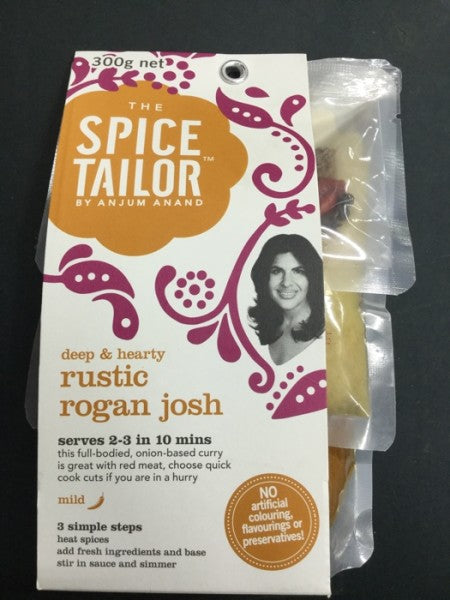 300g net
THE
SPICE
TAILOR™
BY ANJUM ANAND
deep & hearty
rustic
rogan josh
serves 2-3 in 10 mins
this full-bodied, onion-based curry
is great with red meat, choose quick
cook cuts if you are in a hurry
mild
3 simple steps
heat spices
add fresh ingredients and base
stir in sauce and simmer
NO
artificial
colouring,
flavourings or
preservatives!